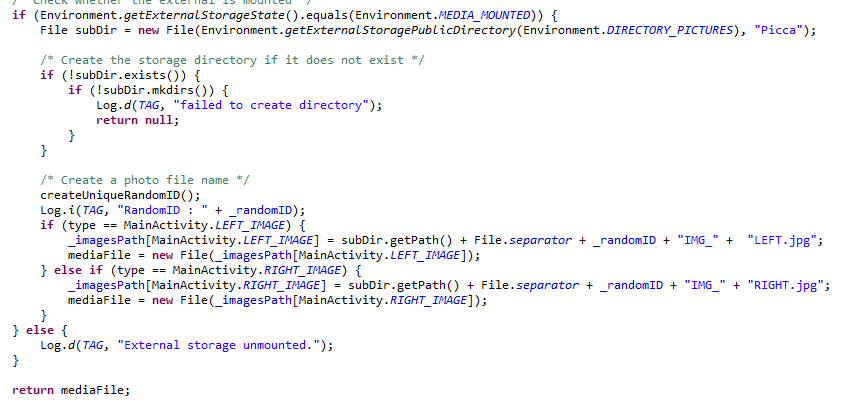 /* Check whether the external is mounted */
if (Environment.getExternalStorageState().equals(Environment.MEDIA_MOUNTED)) {
    File subDir = new File(Environment.getExternalStoragePublicDirectory(Environment.DIRECTORY_PICTURES), "Picca");

    /* Create the storage directory if it does not exist */
    if (!subDir.exists()) {
        if (!subDir.mkdirs()) {
            Log.d(TAG, "failed to create directory");
            return null;
        }
    }

    /* Create a photo file name */
    createUniqueRandomID();
    Log.i(TAG, "RandomID : " + _randomID);
    if (type == MainActivity.LEFT_IMAGE) {
        _imagesPath[MainActivity.LEFT_IMAGE] = subDir.getPath() + File.separator + _randomID + "IMG_" +  "LEFT.jpg";
        mediaFile = new File(_imagesPath[MainActivity.LEFT_IMAGE]);
    } else if (type == MainActivity.RIGHT_IMAGE) {
        _imagesPath[MainActivity.RIGHT_IMAGE] = subDir.getPath() + File.separator + _randomID + "IMG_" + "RIGHT.jpg";
        mediaFile = new File(_imagesPath[MainActivity.RIGHT_IMAGE]);
    }
} else {
    Log.d(TAG, "External storage unmounted.");
}

return mediaFile;